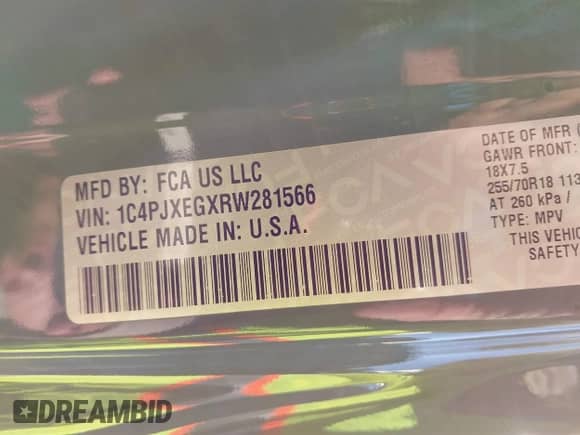 MFD BY: FCA US LLC
VIN: 1C4PJXEGXRW281566
VEHICLE MADE IN: U.S.A.
DATE OF MFR
GAWR FRONT:
18X7.5
255/70R18 113
AT 260 kPa /
TYPE: MPV
THIS VEHIC
SAFETY
DREAMBID